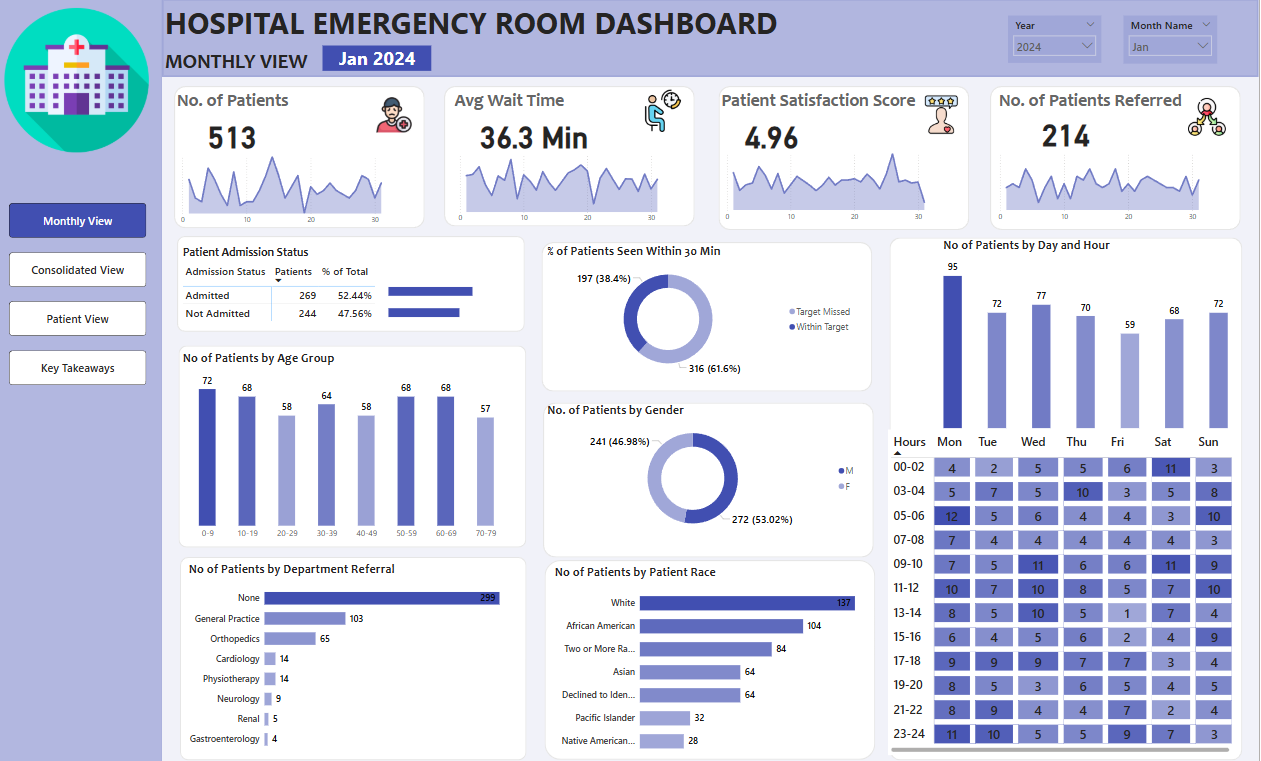 HOSPITAL EMERGENCY ROOM DASHBOARD
MONTHLY VIEW Jan 2024
Year
2024
Month Name
Jan
Monthly View
Consolidated View
Patient View
Key Takeaways
No. of Patients
513
0 10 20 30
Avg Wait Time
36.3 Min
0 10 20 30
Patient Satisfaction Score
4.96
0 10 20 30
No. of Patients Referred
214
0 10 20 30
Patient Admission Status
Admission Status Patients % of Total
Admitted 269 52.44%
Not Admitted 244 47.56%
% of Patients Seen Within 30 Min
197 (38.4%)
316 (61.6%)
Target Missed
Within Target
No of Patients by Age Group
72 68 58 64 58 68 68 57
0-9 10-19 20-29 30-39 40-49 50-59 60-69 70-79
No. of Patients by Gender
241 (46.98%)
272 (53.02%)
M
F
No of Patients by Department Referral
None 299
General Practice 103
Orthopedics 65
Cardiology 14
Physiotherapy 14
Neurology 9
Renal 5
Gastroenterology 4
No of Patients by Patient Race
White 137
African American 104
Two or More Ra... 84
Asian 64
Declined to Iden... 64
Pacific Islander 32
Native American... 28
No of Patients by Day and Hour
95 72 77 70 59 68 72
Hours Mon Tue Wed Thu Fri Sat Sun
00-02 4 2 5 5 6 11 3
03-04 5 7 5 10 3 5 8
05-06 12 5 6 4 4 3 10
07-08 7 4 4 4 4 4 3
09-10 7 5 11 6 6 11 9
11-12 10 7 10 8 5 7 10
13-14 8 5 10 5 1 7 4
15-16 6 4 5 6 2 4 9
17-18 9 9 9 7 7 3 4
19-20 8 5 3 6 5 4 5
21-22 8 9 4 4 7 2 4
23-24 11 10 5 5 9 7 3